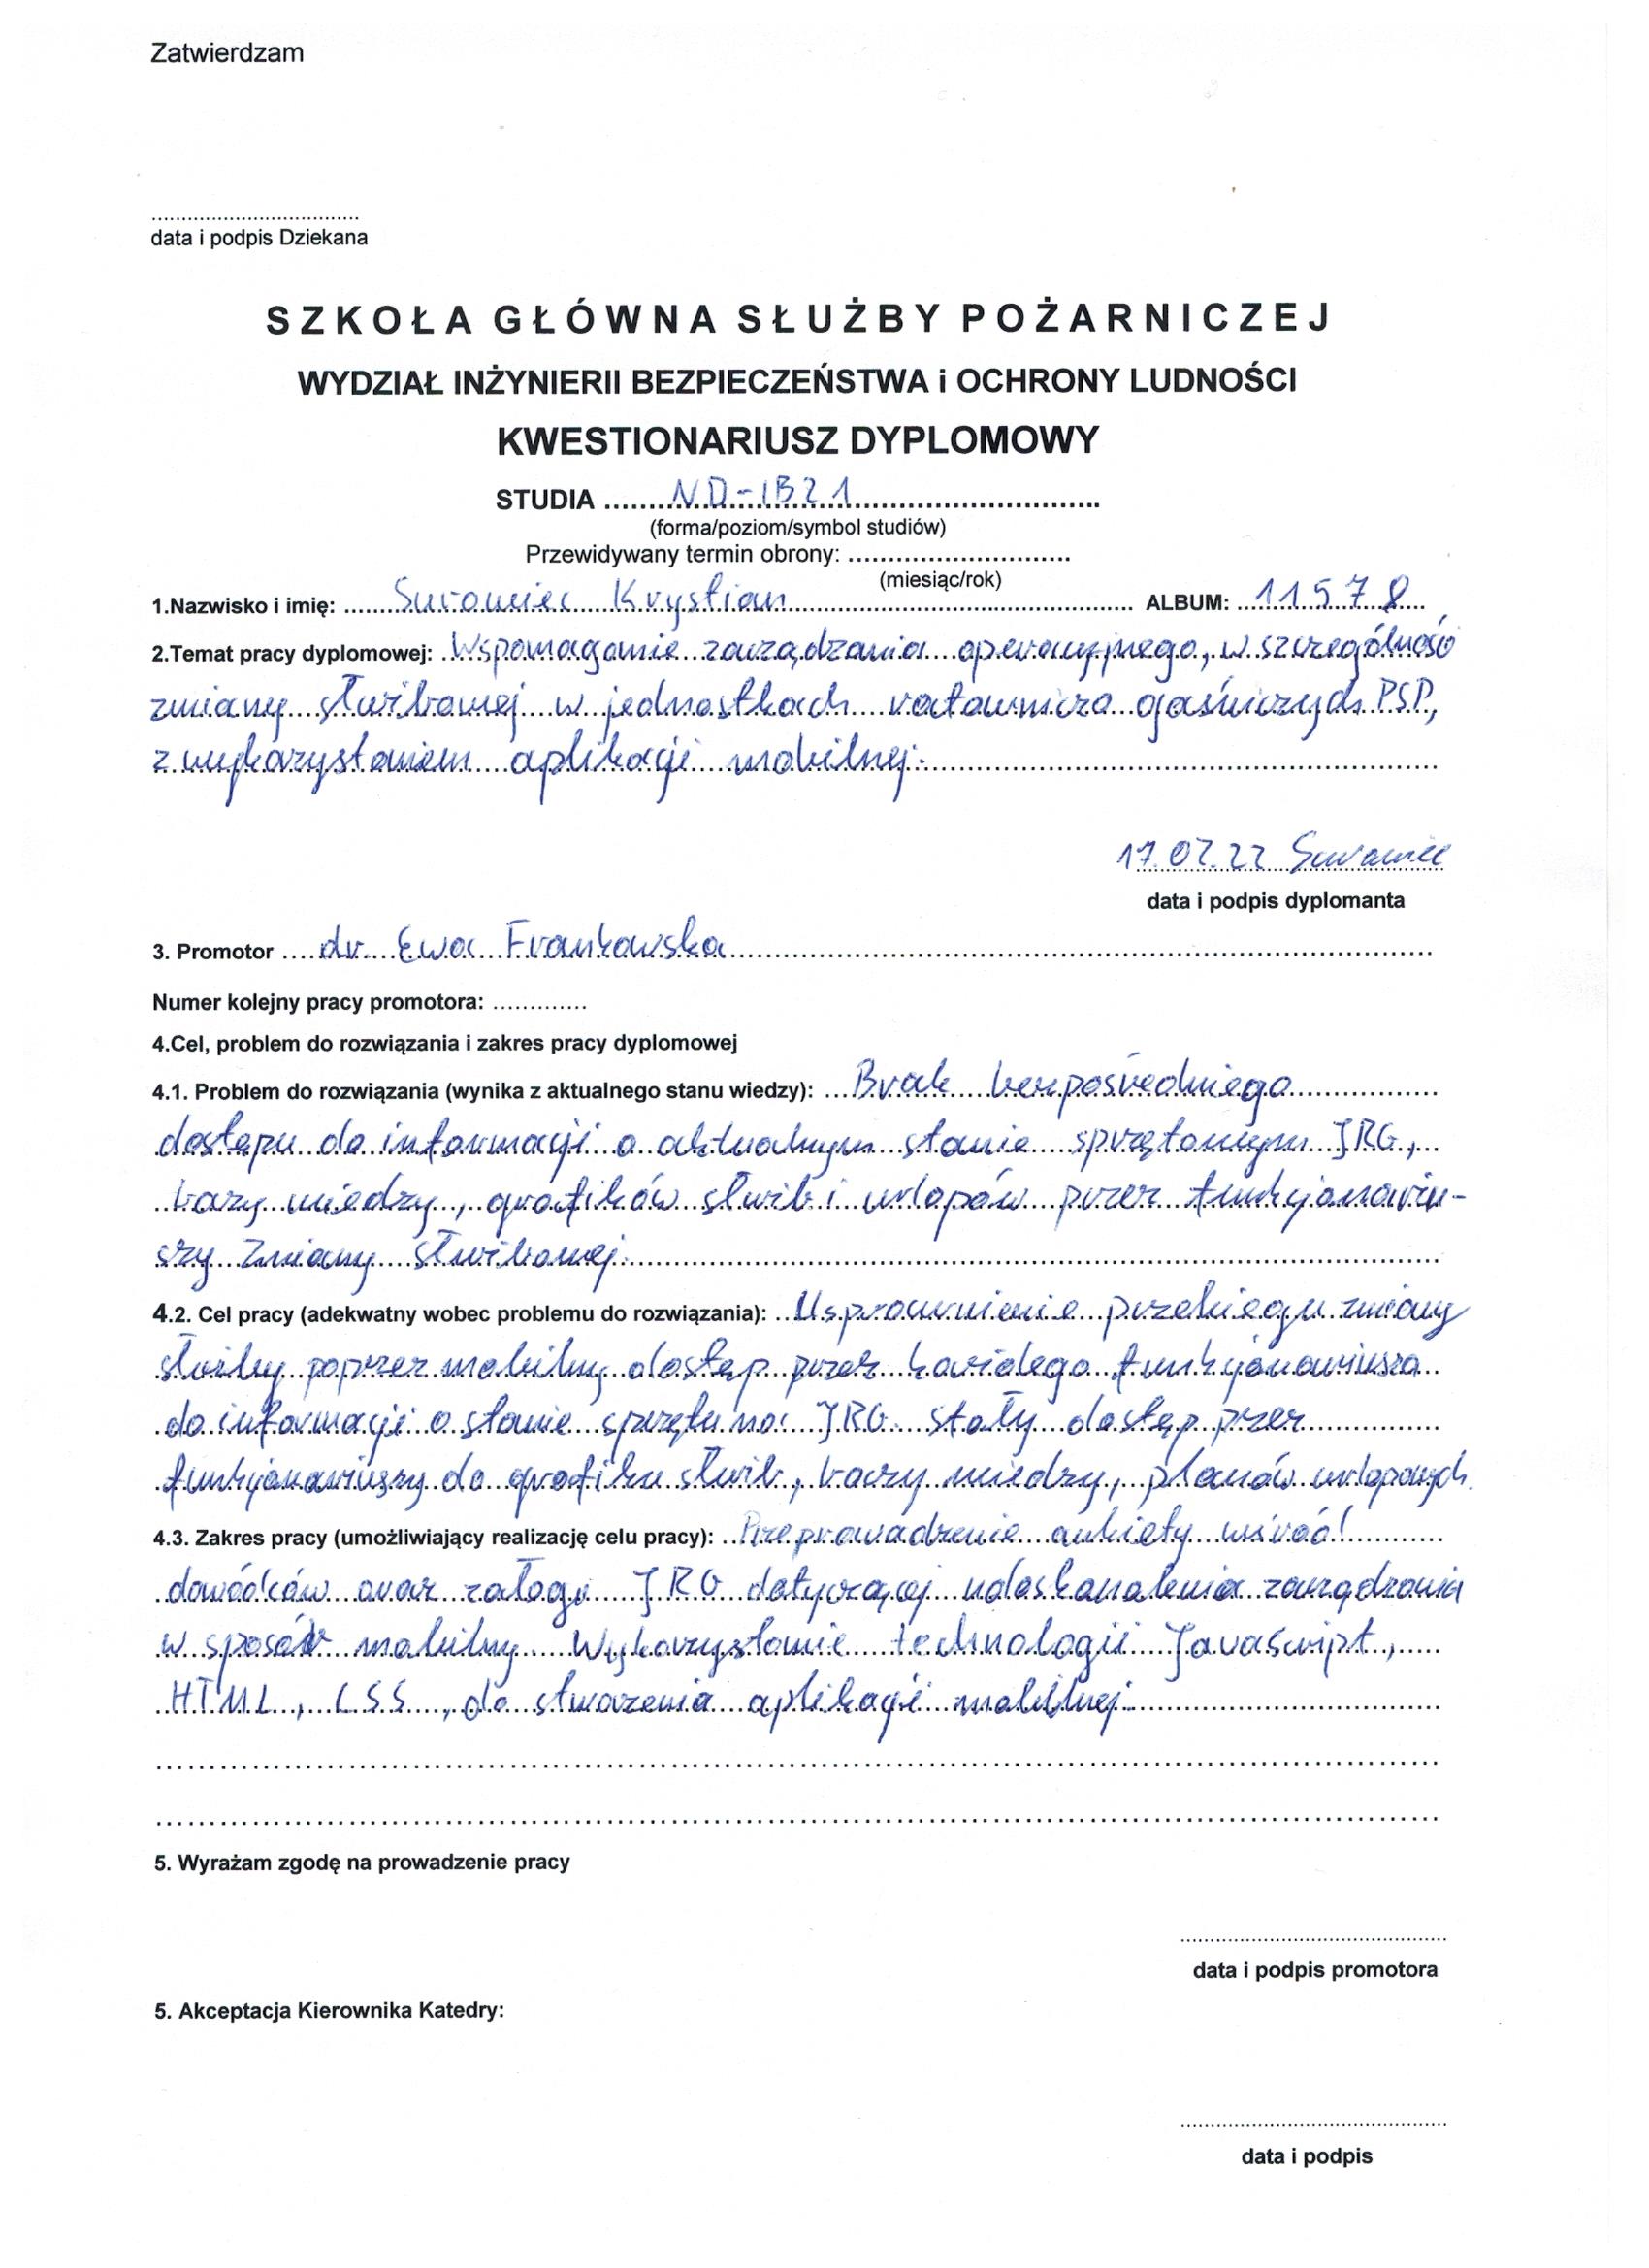 Zatwierdzam
data i podpis Dziekana
SZKOŁA GŁÓWNA SŁUŻBY POŻARNICZEJ
WYDZIAŁ INŻYNIERII BEZPIECZEŃSTWA i OCHRONY LUDNOŚCI
KWESTIONARIUSZ DYPLOMOWY
STUDIA ND-IBZ1
(forma/poziom/symbol studiów)
Przewidywany termin obrony:
(miesiąc/rok)
1.Nazwisko i imię: Surowiec Krystian ALBUM: 11578
2.Temat pracy dyplomowej: Wspomaganie zarządzania operacyjnego, w szczególność
zmiany służbowej w jednostkach ratowniczo gaśniczych PSP,
z wykorzystaniem aplikacji mobilnej.
17.02.22 Surowiec
data i podpis dyplomanta
3. Promotor dr Ewa Frankowska
Numer kolejny pracy promotora:
4.Cel, problem do rozwiązania i zakres pracy dyplomowej
4.1. Problem do rozwiązania (wynika z aktualnego stanu wiedzy): Brak bezpośredniego
dostępu do informacji o aktualnym stanie sprzętowym JRG,
bazy wiedzy, grafików służb i urlopów przez funkcjonariu-
szy zmiany służbowej.
4.2. Cel pracy (adekwatny wobec problemu do rozwiązania): Usprawnienie przebiegu zmiany
służby poprzez mobilny dostęp przez każdego funkcjonariusza
do informacji o stanie sprzętu na JRG. Stały dostęp przez
funkcjonariuszy do grafiku służb, bazy wiedzy, planów urlopowych.
4.3. Zakres pracy (umożliwiający realizację celu pracy): Przeprowadzenie ankiety wśród
dowódców oraz załogi JRG dotyczącej udoskonalenia zarządzania
w sposób mobilny. Wykorzystanie technologii Javascript,
HTML, CSS, do stworzenia aplikacji mobilnej.
5. Wyrażam zgodę na prowadzenie pracy
data i podpis promotora
5. Akceptacja Kierownika Katedry:
data i podpis